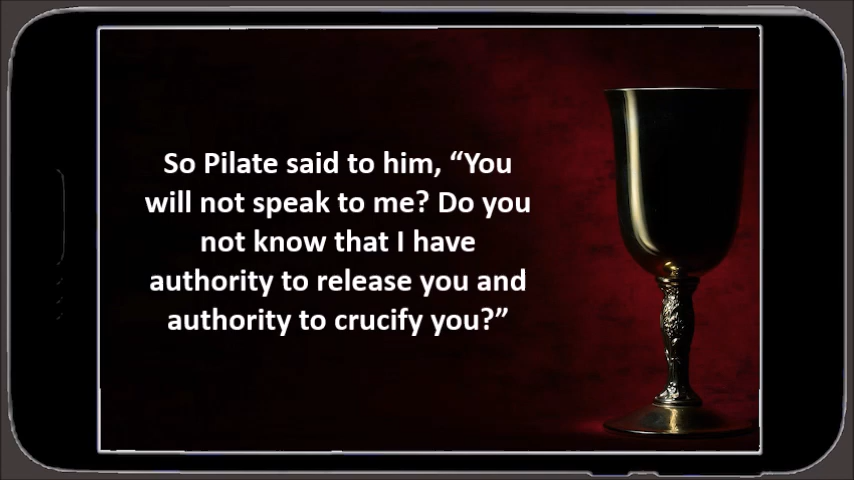 So Pilate said to him, “You
will not speak to me? Do you
not know that I have
authority to release you and
authority to crucify you?”